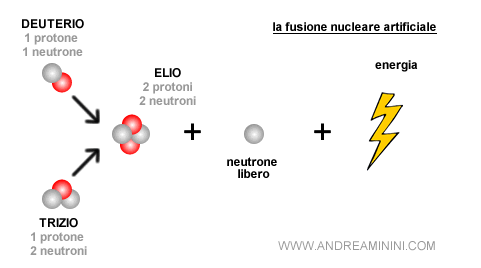 DEUTERIO
1 protone
1 neutrone
la fusione nucleare artificiale
ELIO
2 protoni
2 neutroni
energia
+
+
neutrone
libero
TRIZIO
1 protone
2 neutroni
WWW.ANDREAMININI.COM